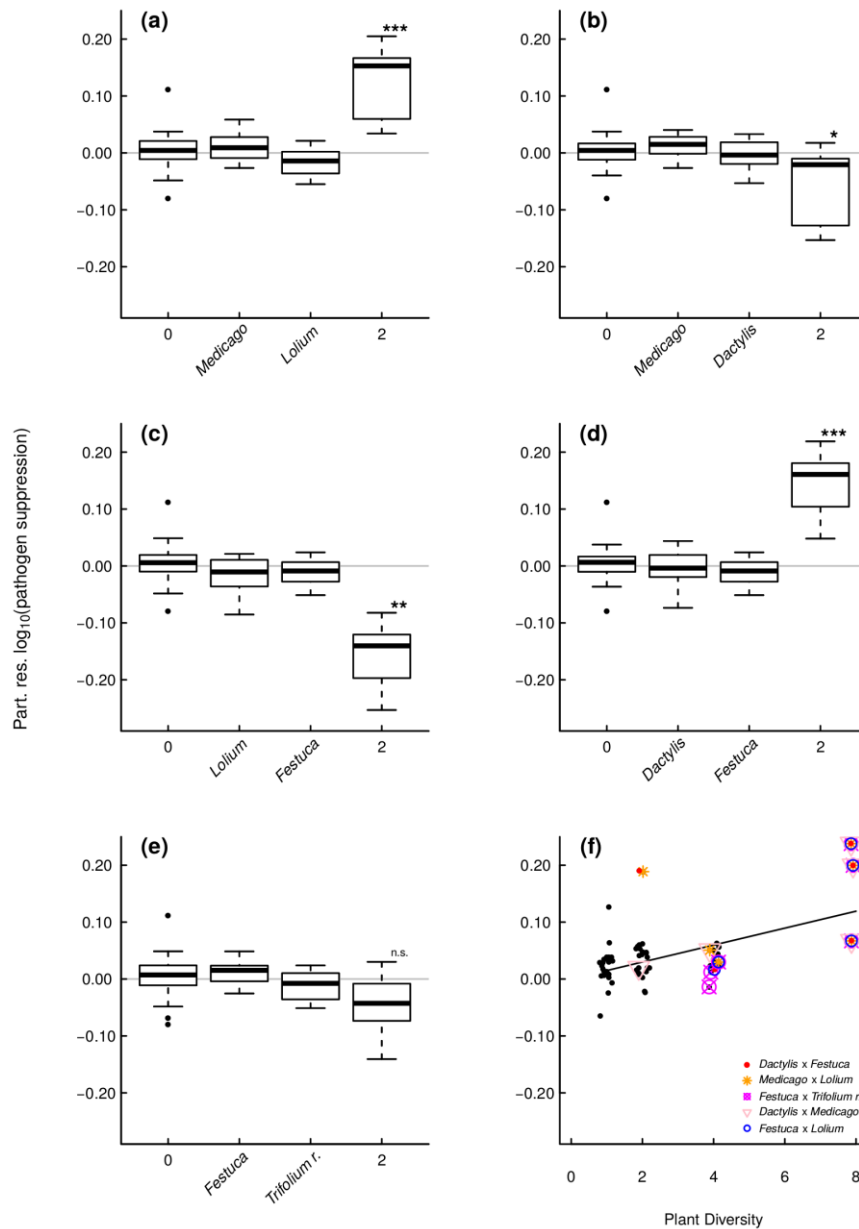 (a)
***
0.20
0.10
0.00
−0.10
−0.20
0
Medicago
Lolium
2
(b)
*
0.20
0.10
0.00
−0.10
−0.20
0
Medicago
Dactylis
2
Part. res. log10(pathogen suppression)
(c)
**
0.20
0.10
0.00
−0.10
−0.20
0
Lolium
Festuca
2
(d)
***
0.20
0.10
0.00
−0.10
−0.20
0
Dactylis
Festuca
2
(e)
n.s.
0.20
0.10
0.00
−0.10
−0.20
0
Festuca
Trifolium r.
2
(f)
0.20
0.10
0.00
−0.10
−0.20
Dactylis x Festuca
Medicago x Lolium
Festuca x Trifolium r
Dactylis x Medicago
Festuca x Lolium
0 2 4 6 8
Plant Diversity